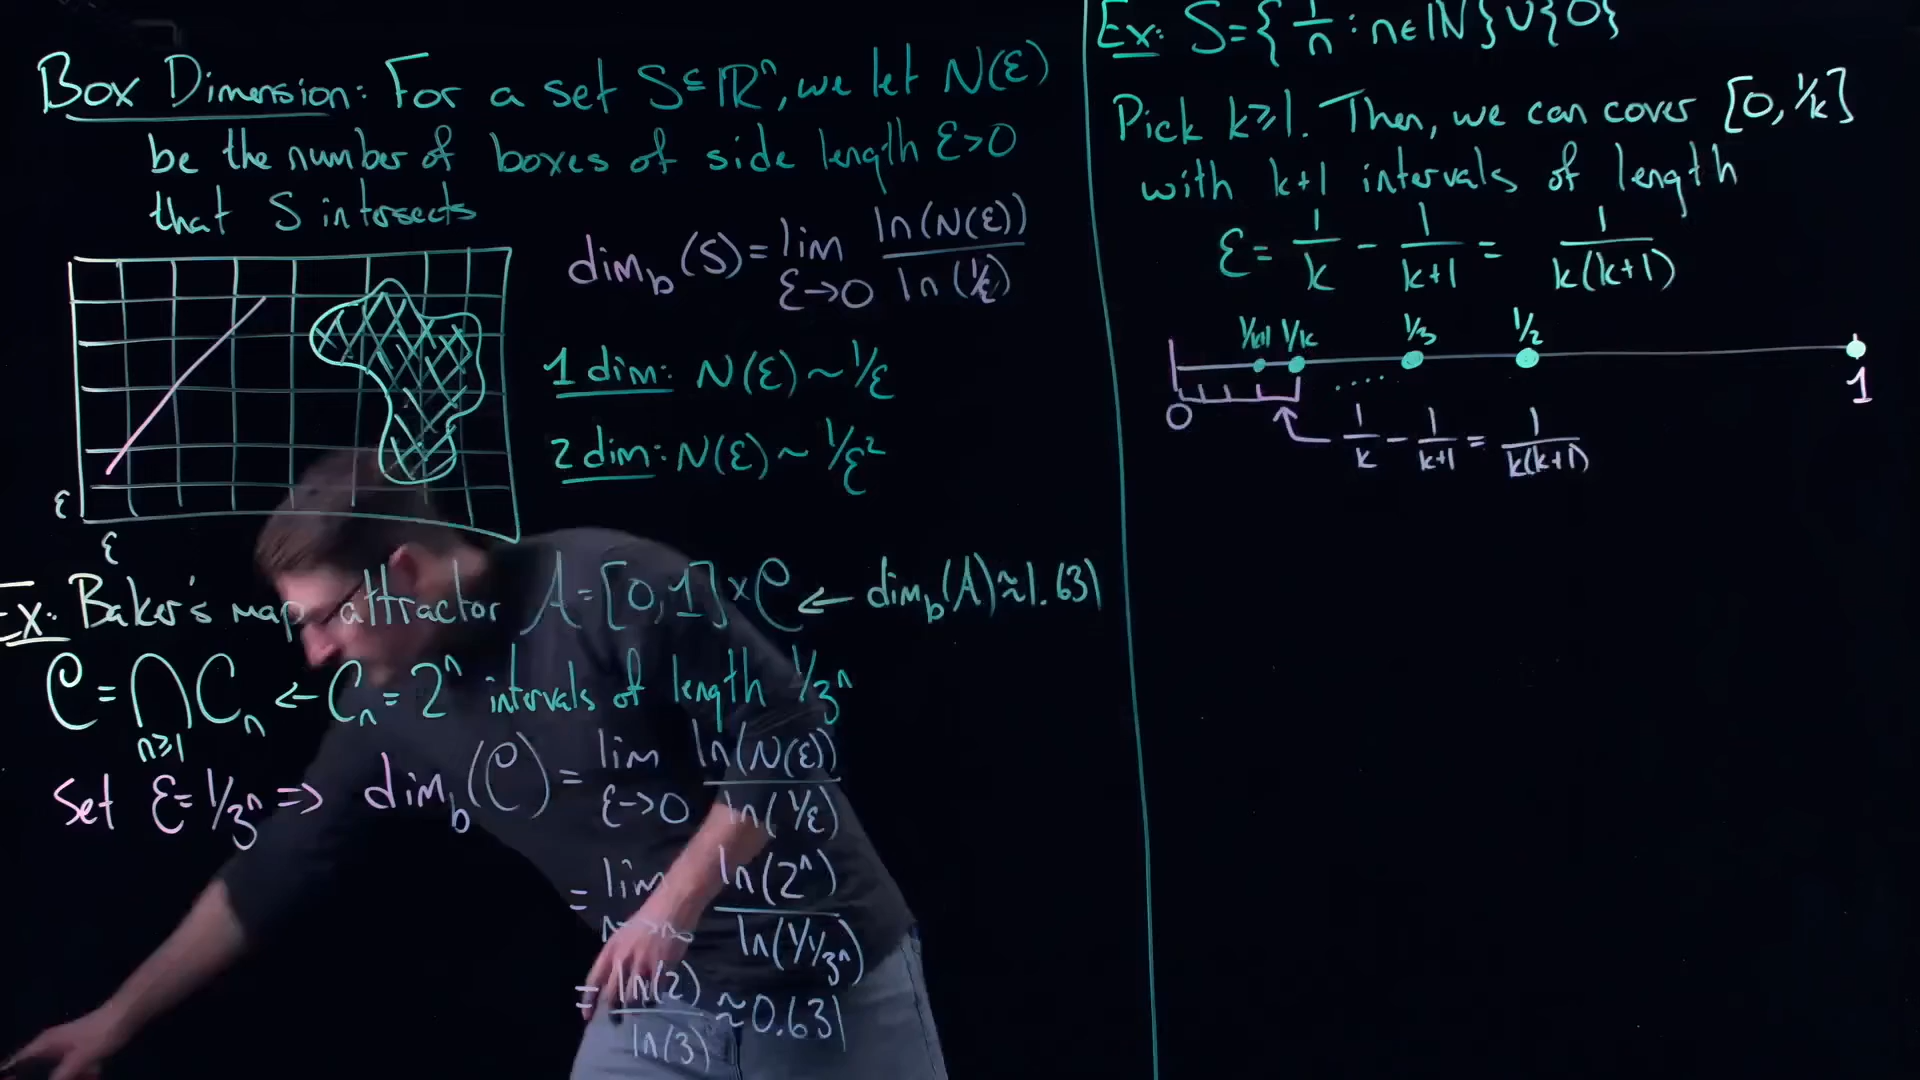 Box Dimension: For a set S⊆ℝⁿ, we let N(ε)
be the number of boxes of side length ε>0
that S intersects
dim_b(S) = lim_{ε→0} ln(N(ε)) / ln(1/ε)
1 dim: N(ε) ~ 1/ε
2 dim: N(ε) ~ 1/ε²
ε
ε
Ex: Baker's map attractor A = [0,1] × C ← dim_b(A) ≈ 1.631
C = ⋂_{n≥1} C_n ← C_n = 2ⁿ intervals of length 1/3ⁿ
Set ε = 1/3ⁿ ⇒ dim_b(C) = lim_{ε→0} ln(N(ε)) / ln(1/ε)
= lim_{n→∞} ln(2ⁿ) / ln(1/1/3ⁿ)
= ln(2) / ln(3) ≈ 0.631
Ex: S = {1/n : n∈ℕ} ∪ {0}
Pick k≥1. Then, we can cover [0, 1/k]
with k+1 intervals of length
ε = 1/k - 1/(k+1) = 1/k(k+1)
1/k+1 1/k 1/3 1/2
.....
0 1
1/k - 1/(k+1) = 1/k(k+1)